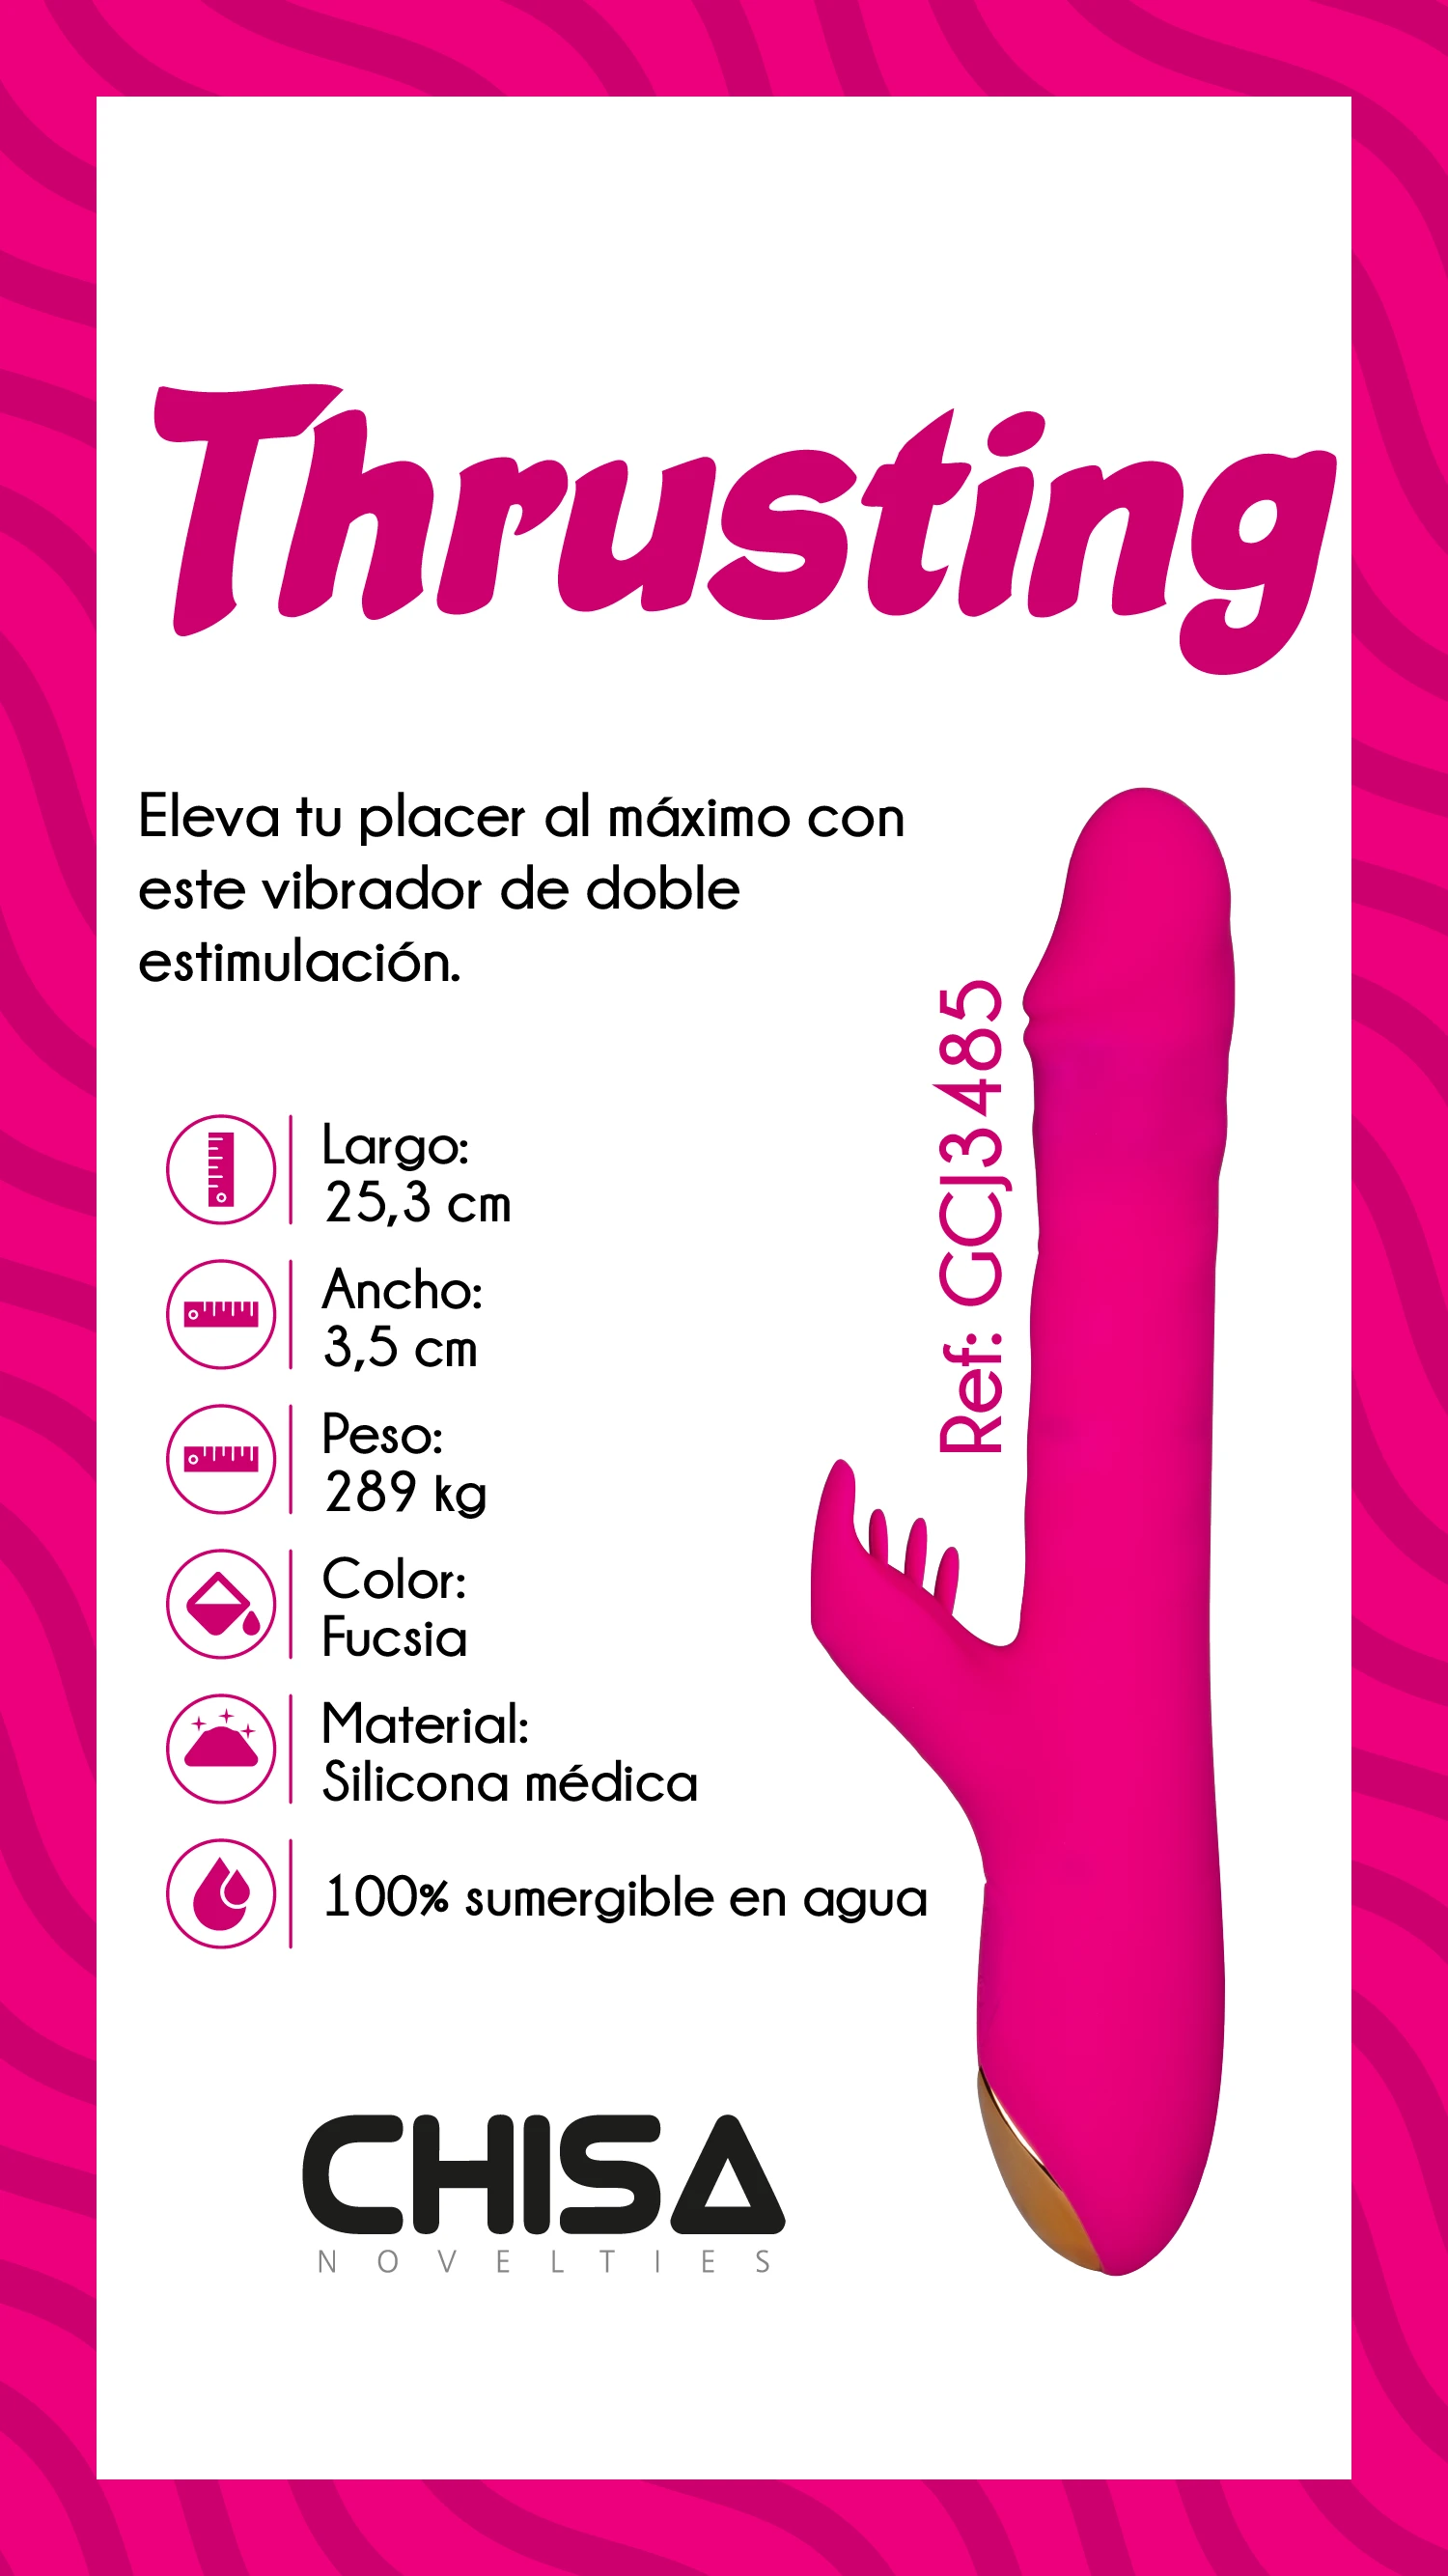 Thrusting
Eleva tu placer al máximo con
este vibrador de doble
estimulación.
Ref: GCJ3485
Largo:
25,3 cm
Ancho:
3,5 cm
Peso:
289 kg
Color:
Fucsia
Material:
Silicona médica
100% sumergible en agua
CHISA
NOVELTIES